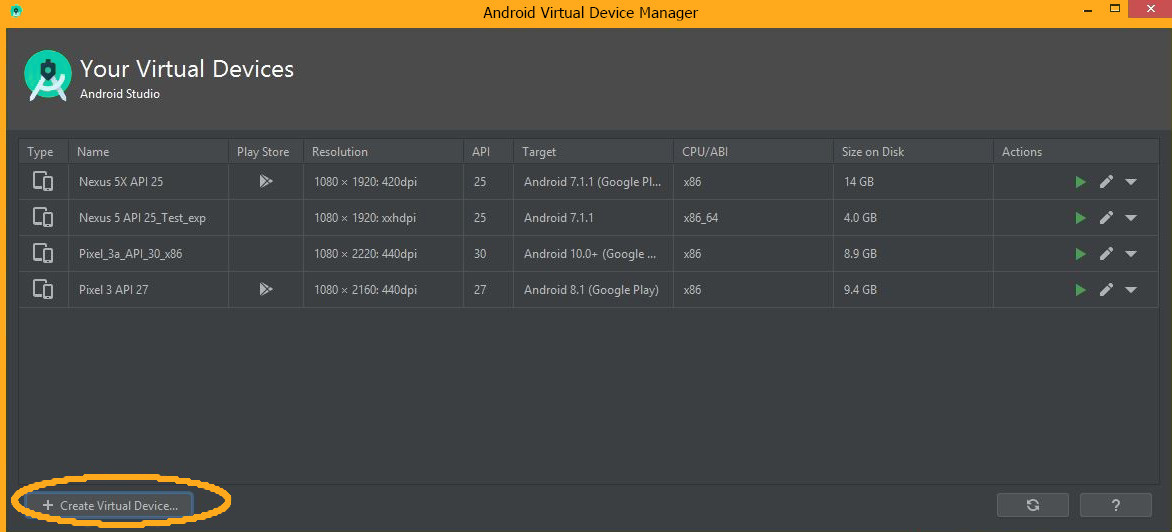 Android Virtual Device Manager
Your Virtual Devices
Android Studio
Type Name Play Store Resolution API Target CPU/ABI Size on Disk Actions
Nexus 5X API 25 1080 × 1920: 420dpi 25 Android 7.1.1 (Google Pl... x86 14 GB
Nexus 5 API 25_Test_exp 1080 × 1920: xxhdpi 25 Android 7.1.1 x86_64 4.0 GB
Pixel_3a_API_30_x86 1080 × 2220: 440dpi 30 Android 10.0+ (Google ... x86 8.9 GB
Pixel 3 API 27 1080 × 2160: 440dpi 27 Android 8.1 (Google Play) x86 9.4 GB
+ Create Virtual Device... ?